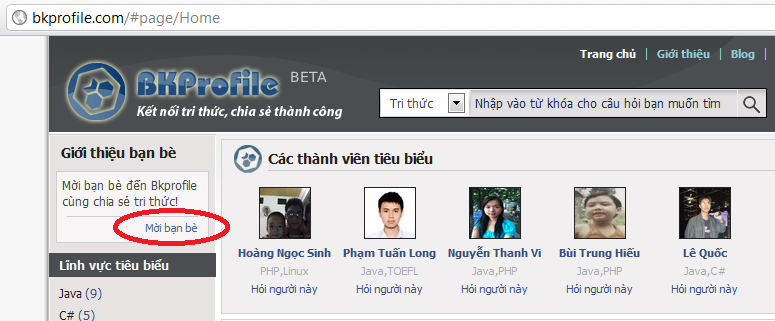 bkprofile.com/#page/Home
Trang chủ | Giới thiệu | Blog |
BKProfile BETA
Kết nối tri thức, chia sẻ thành công
Tri thức
Nhập vào từ khóa cho câu hỏi bạn muốn tìm
Giới thiệu bạn bè
Mời bạn bè đến Bkprofile
cùng chia sẻ tri thức!
Mời bạn bè
Lĩnh vực tiêu biểu
Java (9)
C# (5)
Các thành viên tiêu biểu
Hoàng Ngọc Sinh
PHP,Linux
Hỏi người này
Phạm Tuấn Long
Java,TOEFL
Hỏi người này
Nguyễn Thanh Vi
Java,PHP
Hỏi người này
Bùi Trung Hiếu
Java,PHP
Hỏi người này
Lê Quốc
Java,C#
Hỏi người này